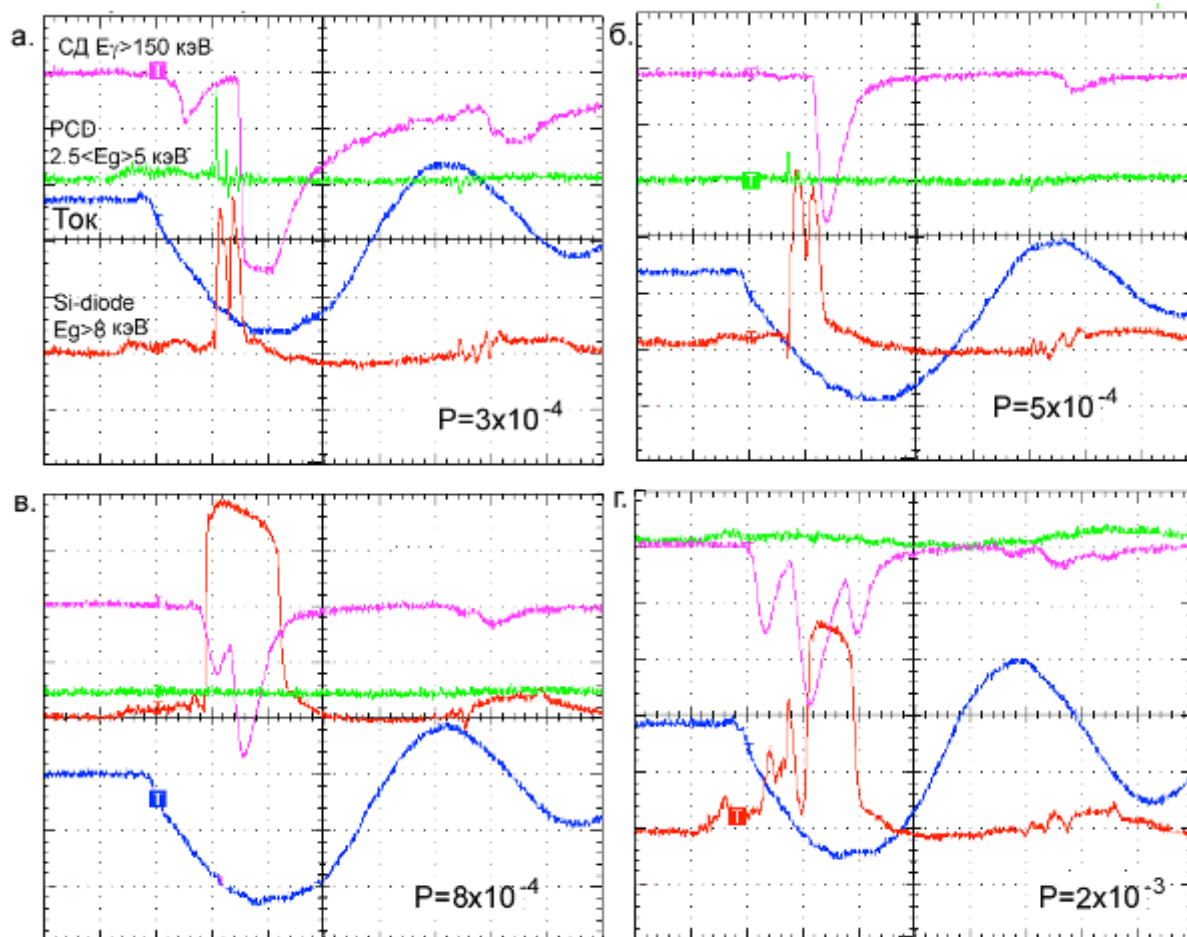 а.
СД Eγ>150 кэВ
T
PCD
2.5<Eg>5 кэВ
Ток
Si-diode
Eg>8 кэВ
P=3x10⁻⁴
б.
T
P=5x10⁻⁴
в.
T
P=8x10⁻⁴
г.
T
P=2x10⁻³